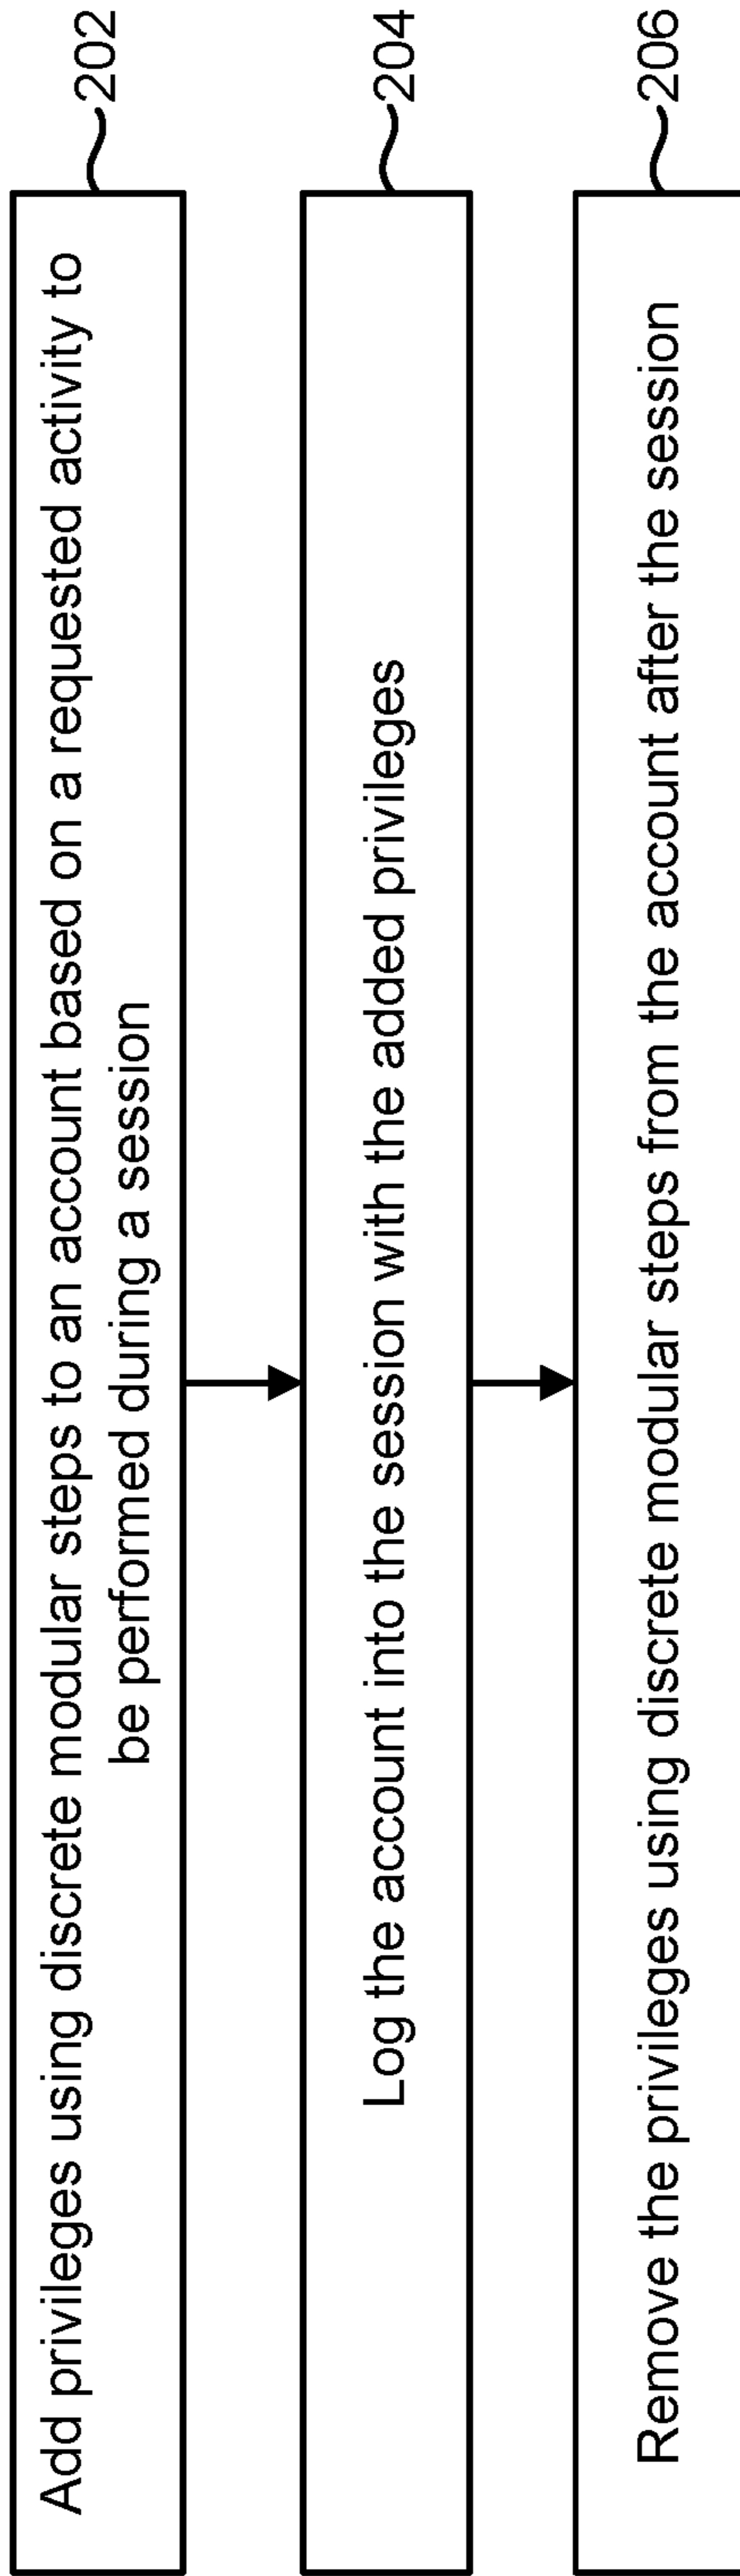 Add privileges using discrete modular steps to an account based on a requested activity to
be performed during a session
202
Log the account into the session with the added privileges
204
Remove the privileges using discrete modular steps from the account after the session
206